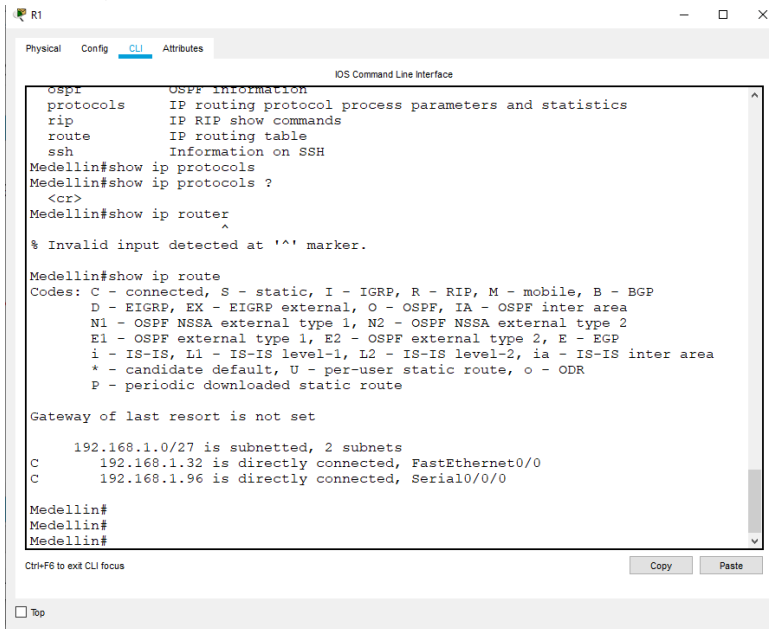 R1
Physical Config CLI Attributes
IOS Command Line Interface
ospf OSPF information
protocols IP routing protocol process parameters and statistics
rip IP RIP show commands
route IP routing table
ssh Information on SSH
Medellin#show ip protocols
Medellin#show ip protocols ?
<cr>
Medellin#show ip router
^
% Invalid input detected at '^' marker.
Medellin#show ip route
Codes: C - connected, S - static, I - IGRP, R - RIP, M - mobile, B - BGP
D - EIGRP, EX - EIGRP external, O - OSPF, IA - OSPF inter area
N1 - OSPF NSSA external type 1, N2 - OSPF NSSA external type 2
E1 - OSPF external type 1, E2 - OSPF external type 2, E - EGP
i - IS-IS, L1 - IS-IS level-1, L2 - IS-IS level-2, ia - IS-IS inter area
* - candidate default, U - per-user static route, o - ODR
P - periodic downloaded static route
Gateway of last resort is not set
192.168.1.0/27 is subnetted, 2 subnets
C 192.168.1.32 is directly connected, FastEthernet0/0
C 192.168.1.96 is directly connected, Serial0/0/0
Medellin#
Medellin#
Medellin#
Ctrl+F6 to exit CLI focus
Copy Paste
Top